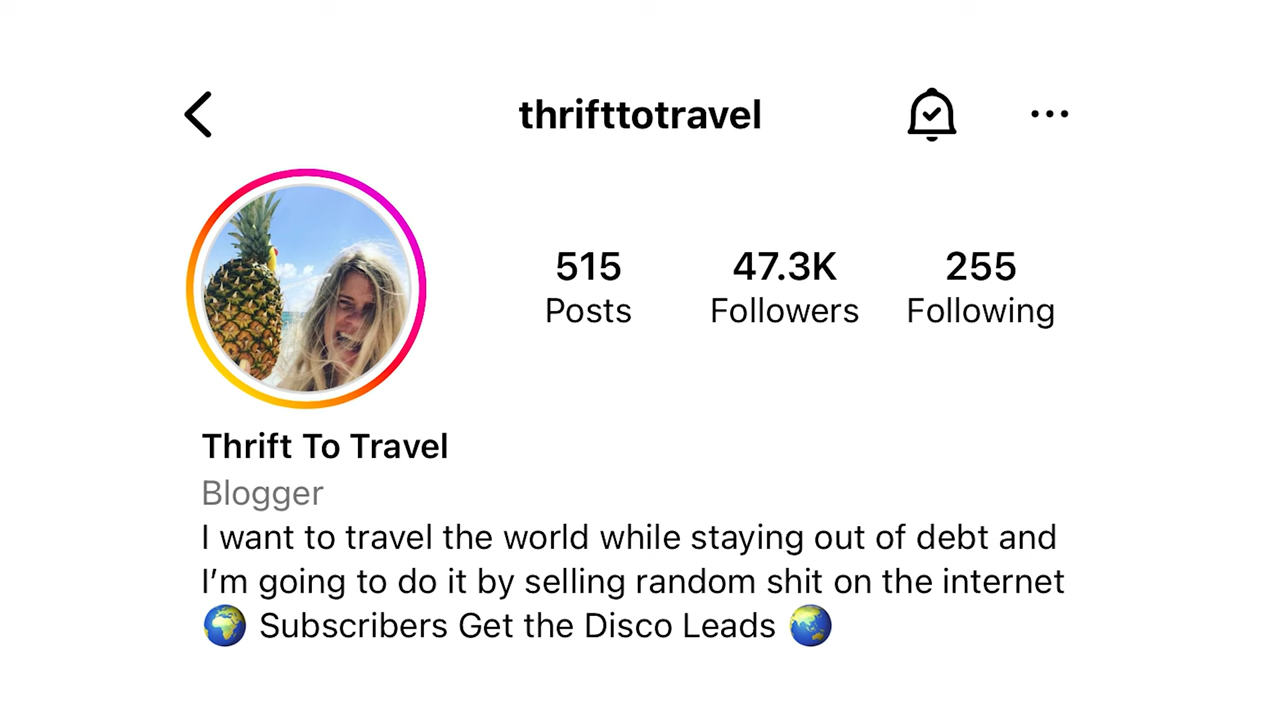 thrifttotravel
515 47.3K 255
Posts Followers Following
Thrift To Travel
Blogger
I want to travel the world while staying out of debt and
I’m going to do it by selling random shit on the internet
🌍 Subscribers Get the Disco Leads 🌏